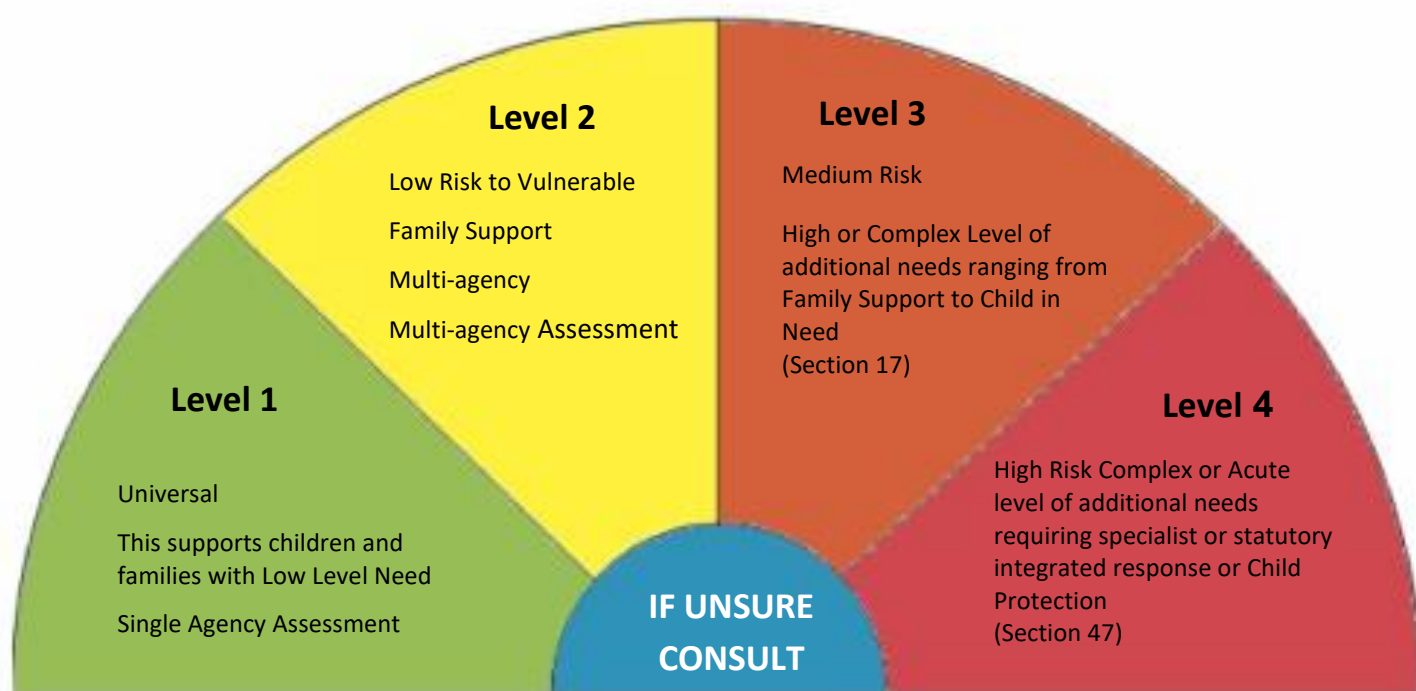 Level 1
Universal
This supports children and
families with Low Level Need
Single Agency Assessment
Level 2
Low Risk to Vulnerable
Family Support
Multi-agency
Multi-agency Assessment
Level 3
Medium Risk
High or Complex Level of
additional needs ranging from
Family Support to Child in
Need
(Section 17)
Level 4
High Risk Complex or Acute
level of additional needs
requiring specialist or statutory
integrated response or Child
Protection
(Section 47)
IF UNSURE
CONSULT